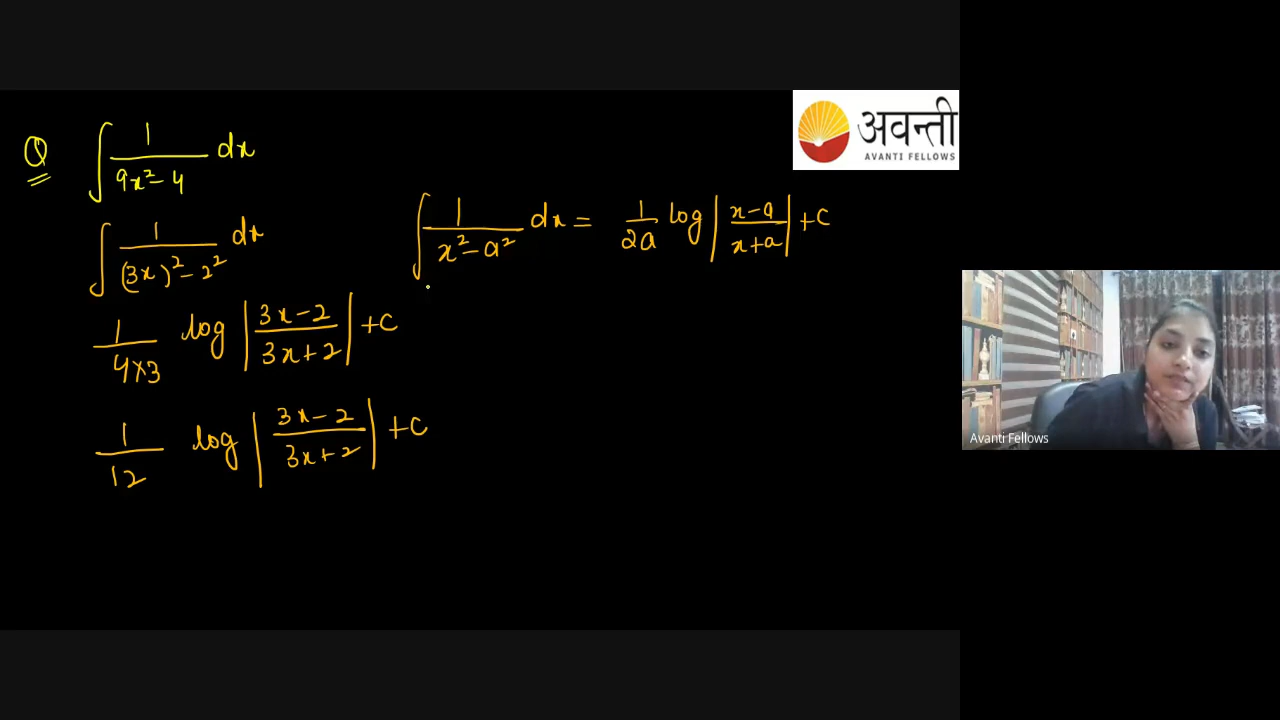 Q ∫ 1/(9x² - 4) dx
∫ 1/((3x)² - 2²) dx
∫ 1/(x² - a²) dx = 1/2a log |(x-a)/(x+a)| + c
1/(4×3) log |(3x-2)/(3x+2)| + c
1/12 log |(3x-2)/(3x+2)| + c
अवन्ती
AVANTI FELLOWS
Avanti Fellows